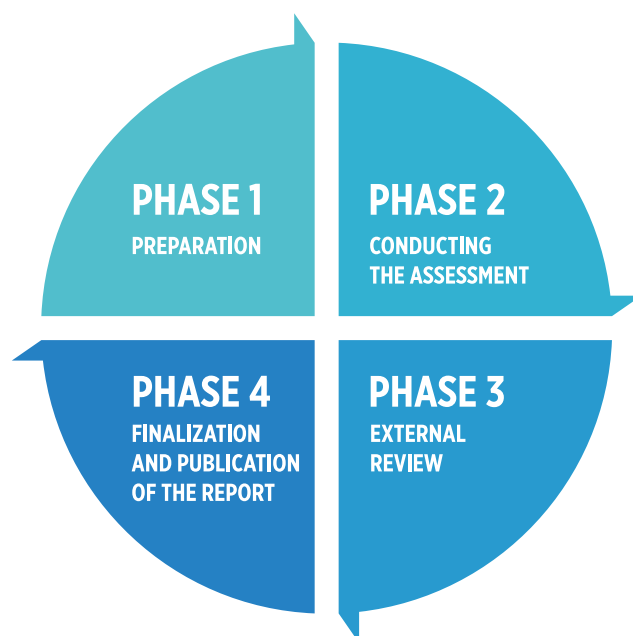 PHASE 1
PREPARATION
PHASE 2
CONDUCTING
THE ASSESSMENT
PHASE 3
EXTERNAL
REVIEW
PHASE 4
FINALIZATION
AND PUBLICATION
OF THE REPORT